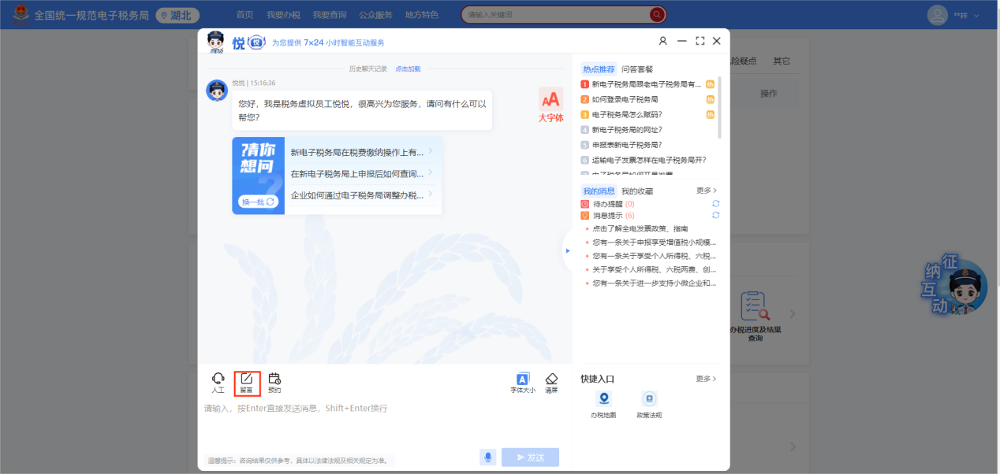 全国统一规范电子税务局
湖北
首页 我要办税 我要查询 公众服务 地方特色
请输入关键词
**祥
悦
悦
为您提供 7×24 小时智能互动服务
历史聊天记录 点击加载
悦悦 | 15:16:36
您好，我是税务虚拟员工悦悦，很高兴为您服务，请问有什么可以
帮您?
AA
大字体
猜你
想问
换一批
新电子税务局在税费缴纳操作上有...
在新电子税务局上申报后如何查询...
企业如何通过电子税务局调整办税...
人工
留言
预约
A
字体大小
清屏
请输入，按Enter直接发送消息，Shift+Enter换行
温馨提示：咨询结果仅供参考，具体以法律法规及相关规定为准。
发送
热点推荐 问答套餐
1 新电子税务局跟老电子税务局有... 热
2 如何登录电子税务局 热
3 电子税务局怎么赋码? 热
4 新电子税务局的网址?
5 申报表新电子税务局?
6 运输电子发票怎样在电子税务局开?
我的消息 我的收藏 更多
待办提醒 (0)
消息提示 (6)
点击了解全电发票政策、指南
您有一条关于申报享受增值税小规模...
您有一条关于享受个人所得税、六税...
关于享受个人所得税、六税两费、创...
您有一条关于进一步支持小微企业和...
快捷入口 更多
办税地图
政策法规
险疑点 其它
操作
办税进度及结果
查询
征
纳
互
动